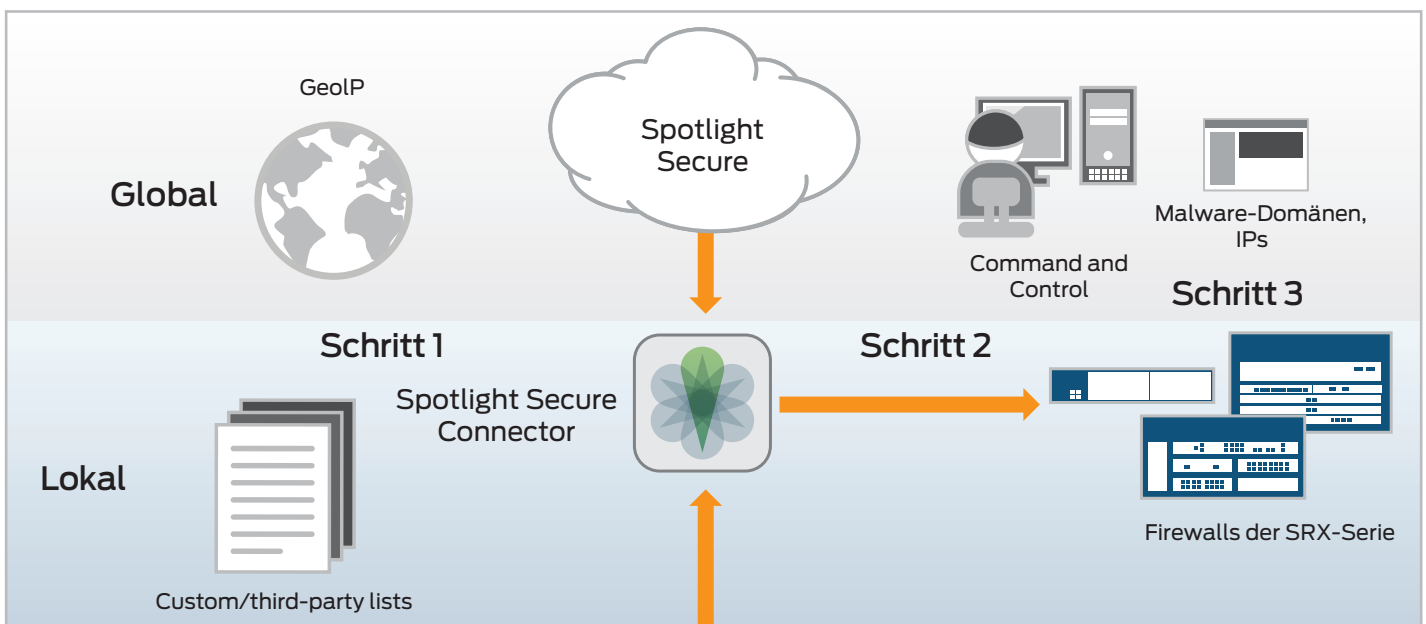 GeoIP
Spotlight
Secure
Global
Malware-Domänen,
IPs
Command and
Control
Schritt 3
Schritt 1
Schritt 2
Spotlight Secure
Connector
Lokal
Firewalls der SRX-Serie
Custom/third-party lists